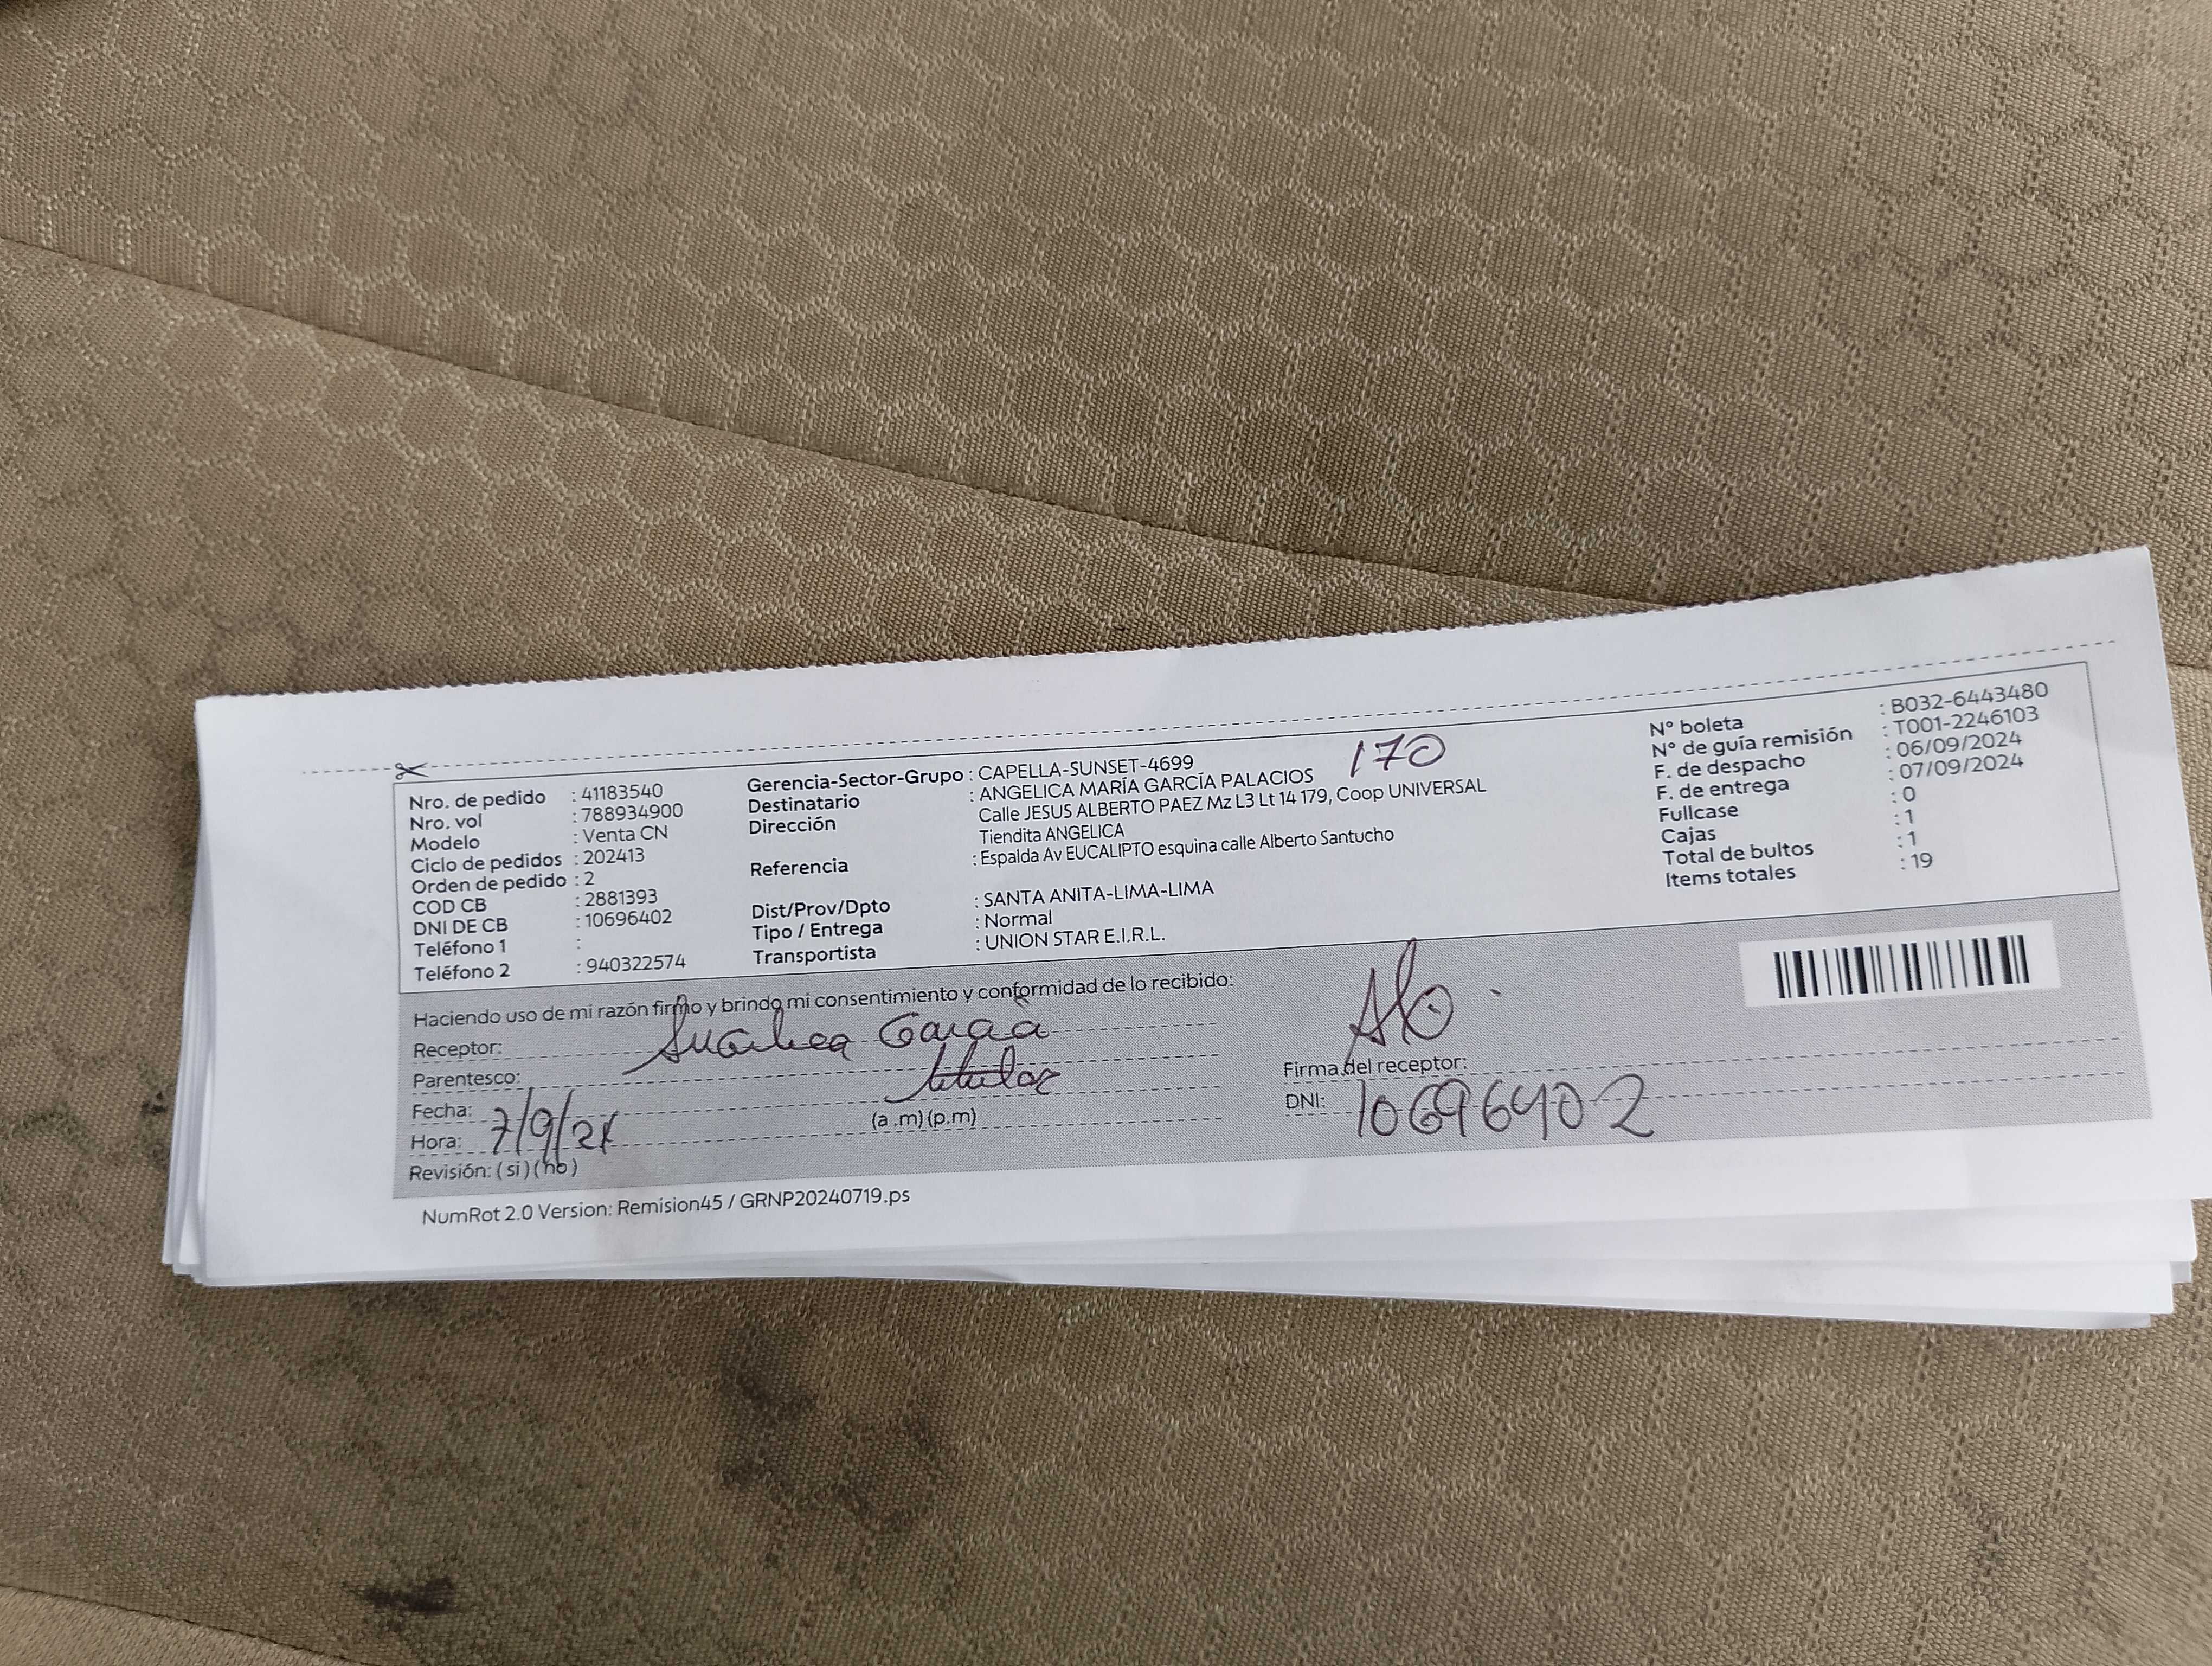 Nro. de pedido : 41183540
Nro. vol : 788934900
Modelo : Venta CN
Ciclo de pedidos : 202413
Orden de pedido : 2
COD CB : 2881393
DNI DE CB : 10696402
Teléfono 1 :
Teléfono 2 : 940322574
Gerencia-Sector-Grupo : CAPELLA-SUNSET-4699
170
Destinatario : ANGELICA MARÍA GARCÍA PALACIOS
Dirección Calle JESUS ALBERTO PAEZ Mz L3 Lt 14 179, Coop UNIVERSAL
Tiendita ANGELICA
Referencia : Espalda Av EUCALIPTO esquina calle Alberto Santucho
Dist/Prov/Dpto : SANTA ANITA-LIMA-LIMA
Tipo / Entrega : Normal
Transportista : UNION STAR E.I.R.L.
N° boleta : B032-6443480
N° de guía remisión : T001-2246103
F. de despacho : 06/09/2024
F. de entrega : 07/09/2024
Fullcase : 0
Cajas : 1
Total de bultos : 1
Items totales : 19
Haciendo uso de mi razón firmo y brindo mi consentimiento y conformidad de lo recibido:
Receptor: García
Parentesco: titular
Fecha: 7/9/24
Hora: (a .m) (p.m)
Revisión: ( si ) ( no )
Firma del receptor:
DNI: 10696402
NumRot 2.0 Version: Remision45 / GRNP20240719.ps